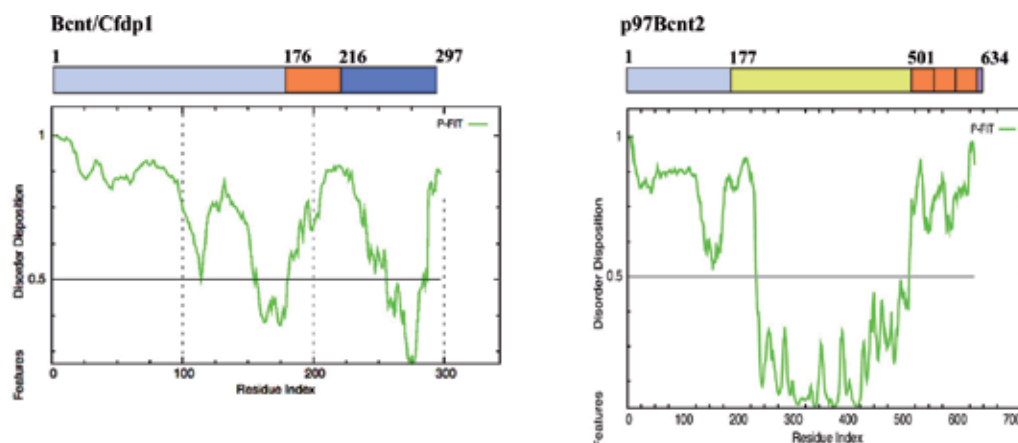 Bcnt/Cfdp1
1 176 216 297
P-FIT
1
0.5
Disorder Disposition
Features
0 100 200 300
Residue Index
p97Bcnt2
1 177 501 634
P-FIT
1
0.5
Disorder Disposition
Features
0 100 200 300 400 500 600 700
Residue Index